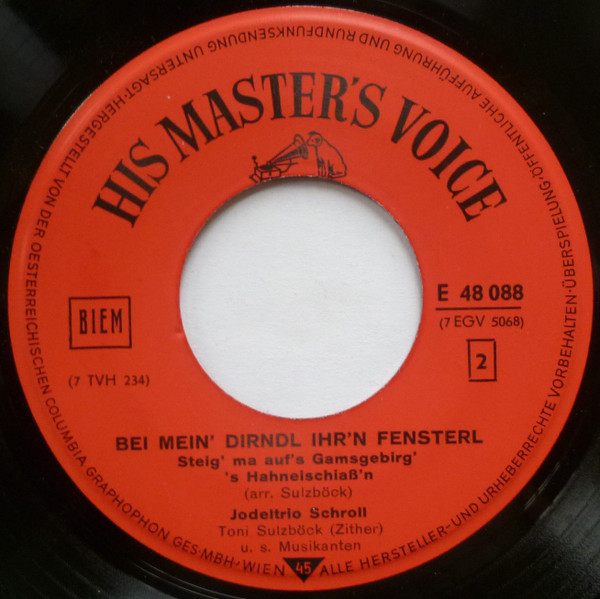 HIS MASTER'S VOICE
BIEM
(7 TVH 234)
E 48 088
(7 EGV 5068)
2
BEI MEIN' DIRNDL IHR'N FENSTERL
Steig' ma auf's Gamsgebirg'
's Hahneischiaß'n
(arr. Sulzböck)
Jodeltrio Schroll
Toni Sulzböck (Zither)
u. s. Musikanten
45
ALLE HERSTELLER- UND URHEBERRECHTE VORBEHALTEN·ÜBERSPIELUNG·ÖFFENTLICHE AUFFÜHRUNG UND RUNDFUNKSENDUNG UNTERSAGT·HERGESTELLT VON DER OESTERREICHISCHEN COLUMBIA GRAPHOPHON GES·MBH·WIEN